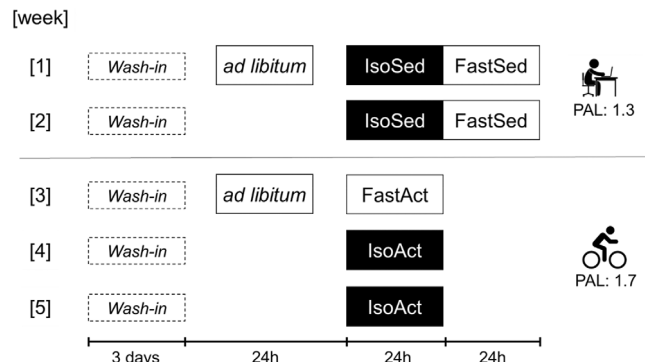 [week]
[1] Wash-in ad libitum IsoSed FastSed
[2] Wash-in IsoSed FastSed
PAL: 1.3
[3] Wash-in ad libitum FastAct
[4] Wash-in IsoAct
[5] Wash-in IsoAct
PAL: 1.7
3 days 24h 24h 24h